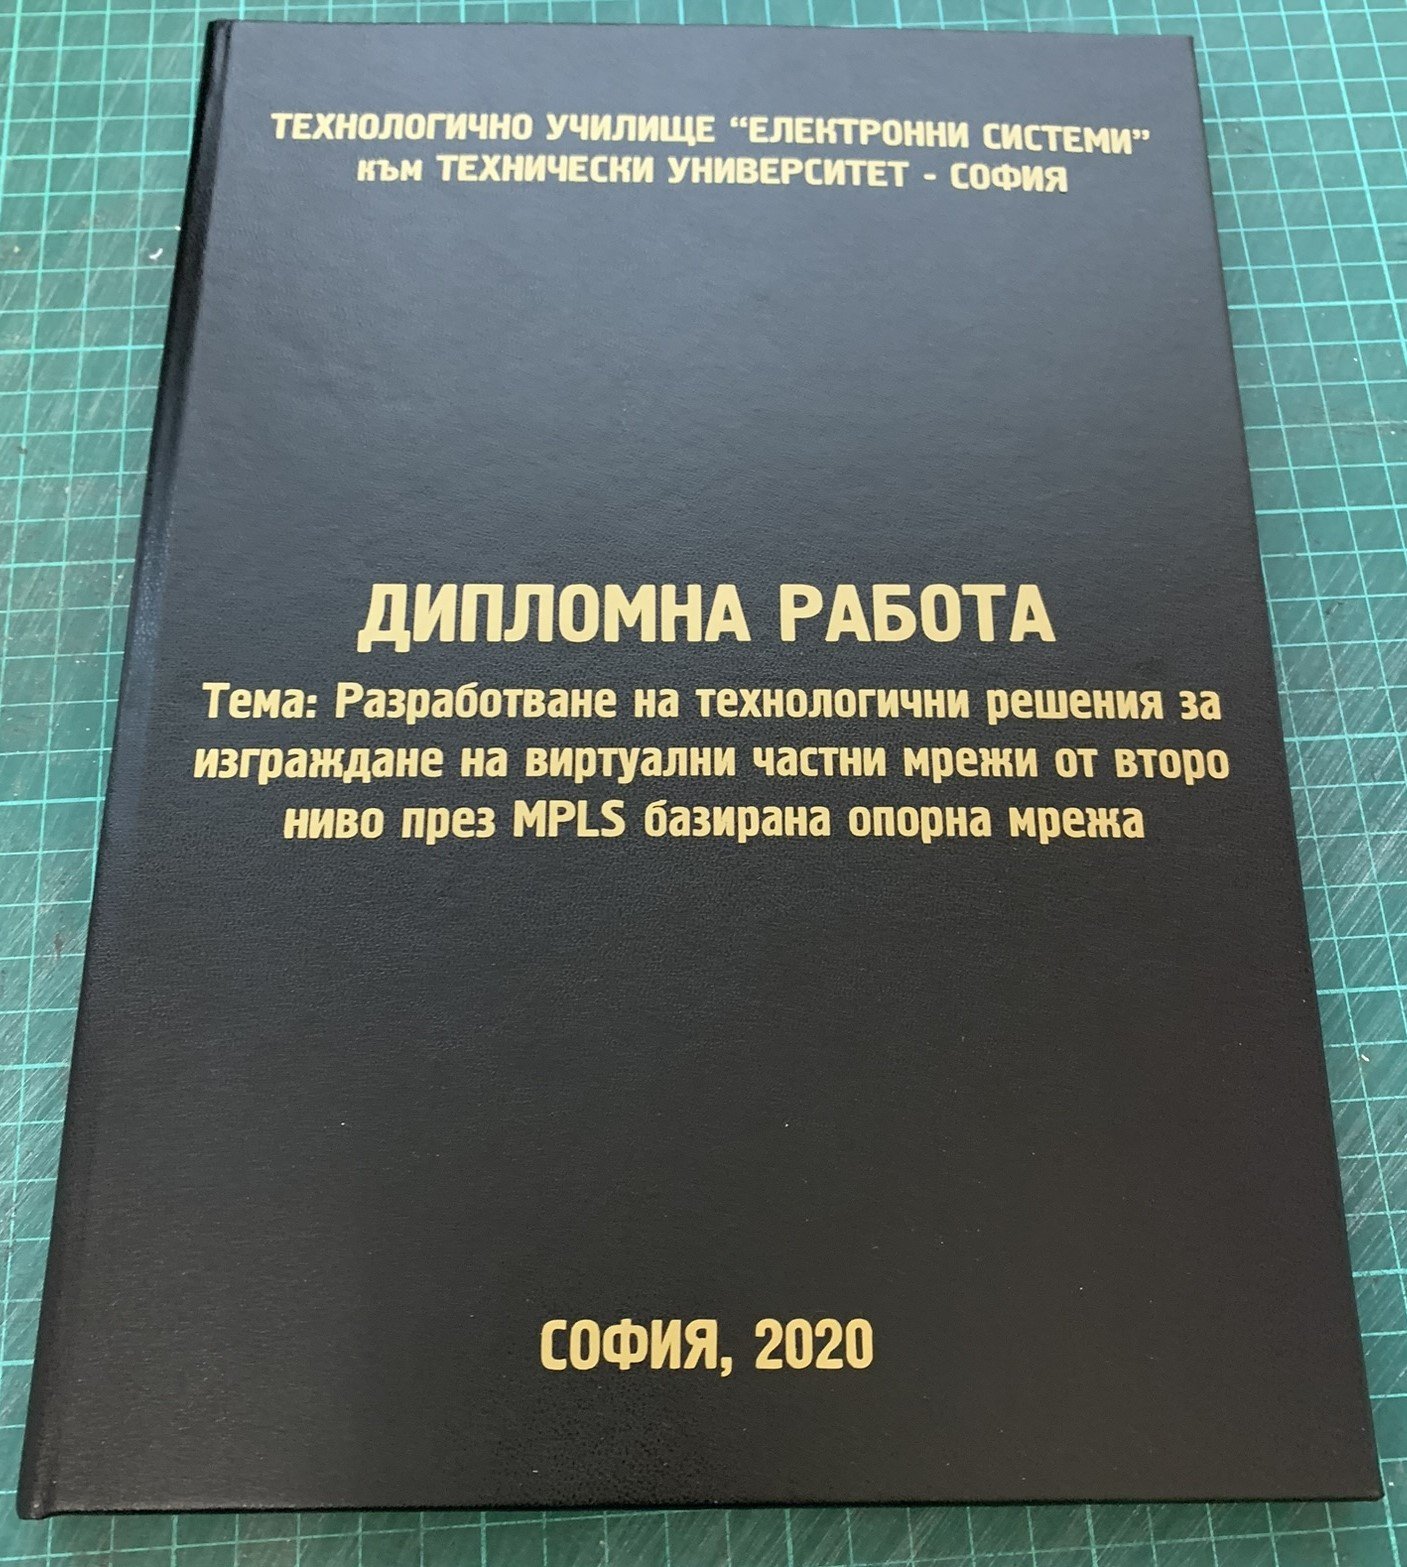 ТЕХНОЛОГИЧНО УЧИЛИЩЕ “ЕЛЕКТРОННИ СИСТЕМИ”
към ТЕХНИЧЕСКИ УНИВЕРСИТЕТ - СОФИЯ
ДИПЛОМНА РАБОТА
Тема: Разработване на технологични решения за
изграждане на виртуални частни мрежи от второ
ниво през MPLS базирана опорна мрежа
СОФИЯ, 2020